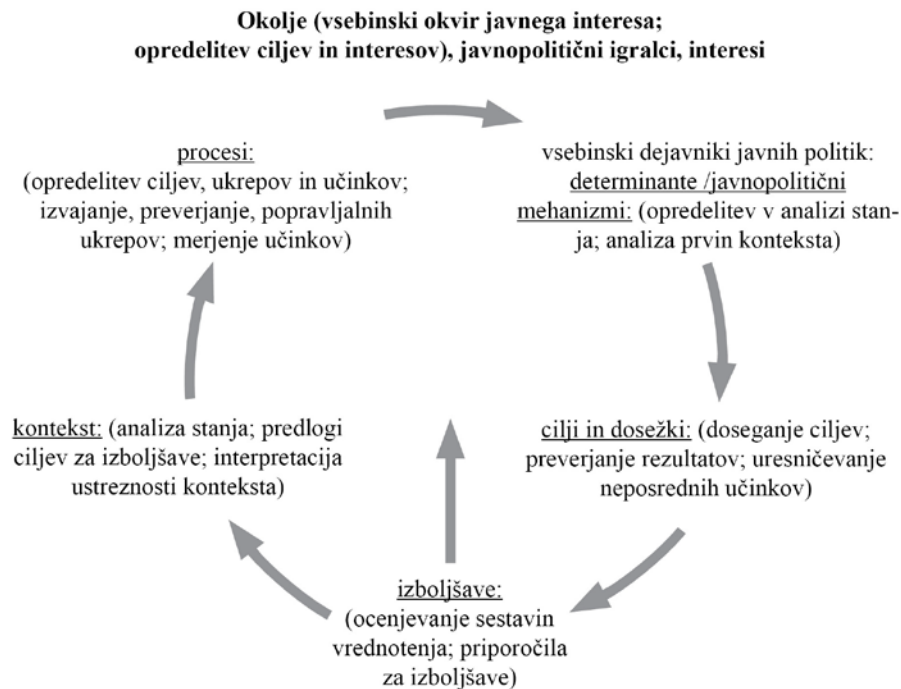 Okolje (vsebinski okvir javnega interesa;
opredelitev ciljev in interesov), javnopolitični igralci, interesi
procesi:
(opredelitev ciljev, ukrepov in učinkov;
izvajanje, preverjanje, popravljalnih
ukrepov; merjenje učinkov)
vsebinski dejavniki javnih politik:
determinante /javnopolitični
mehanizmi: (opredelitev v analizi stan-
ja; analiza prvin konteksta)
kontekst: (analiza stanja; predlogi
ciljev za izboljšave; interpretacija
ustreznosti konteksta)
cilji in dosežki: (doseganje ciljev;
preverjanje rezultatov; uresničevanje
neposrednih učinkov)
izboljšave:
(ocenjevanje sestavin
vrednotenja; priporočila
za izboljšave)